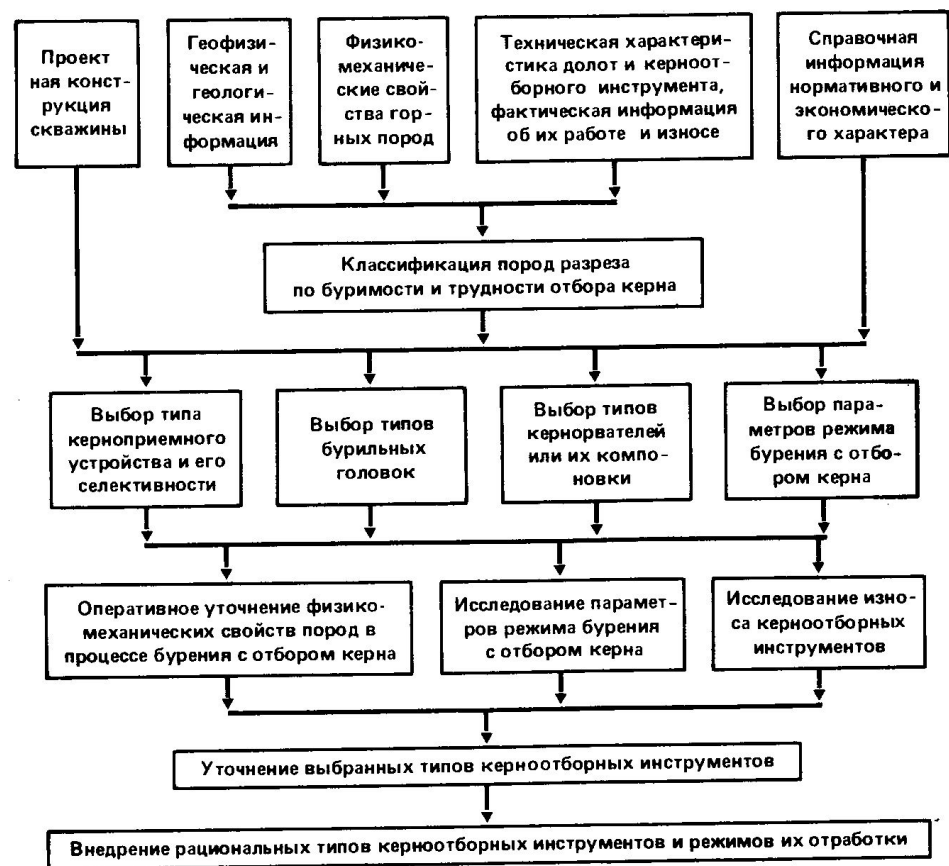 Проект
ная конст-
рукция
скважины
Геофизи-
ческая и
геологи-
ческая ин-
формация
Физико-
механиче-
ские свой-
ства гор-
ных пород
Техническая характери-
стика долот и керноот-
борного инструмента,
фактическая информация
об их работе и износе
Справочная
информация
нормативного и
экономическо-
го характера
Классификация пород разреза
по буримости и трудности отбора керна
Выбор типа
керноприемного
устройства и его
селективности
Выбор типов
бурильных
головок
Выбор типов
кернорвателей
или их компо-
новки
Выбор пара-
метров режима
бурения с отбо-
ром керна
Оперативное уточнение физико-
механических свойств пород в
процессе бурения с отбором керна
Исследование парамет-
ров режима бурения
с отбором керна
Исследование изно-
са керноотборных
инструментов
Уточнение выбранных типов керноотборных инструментов
Внедрение рациональных типов керноотборных инструментов и режимов их отработки